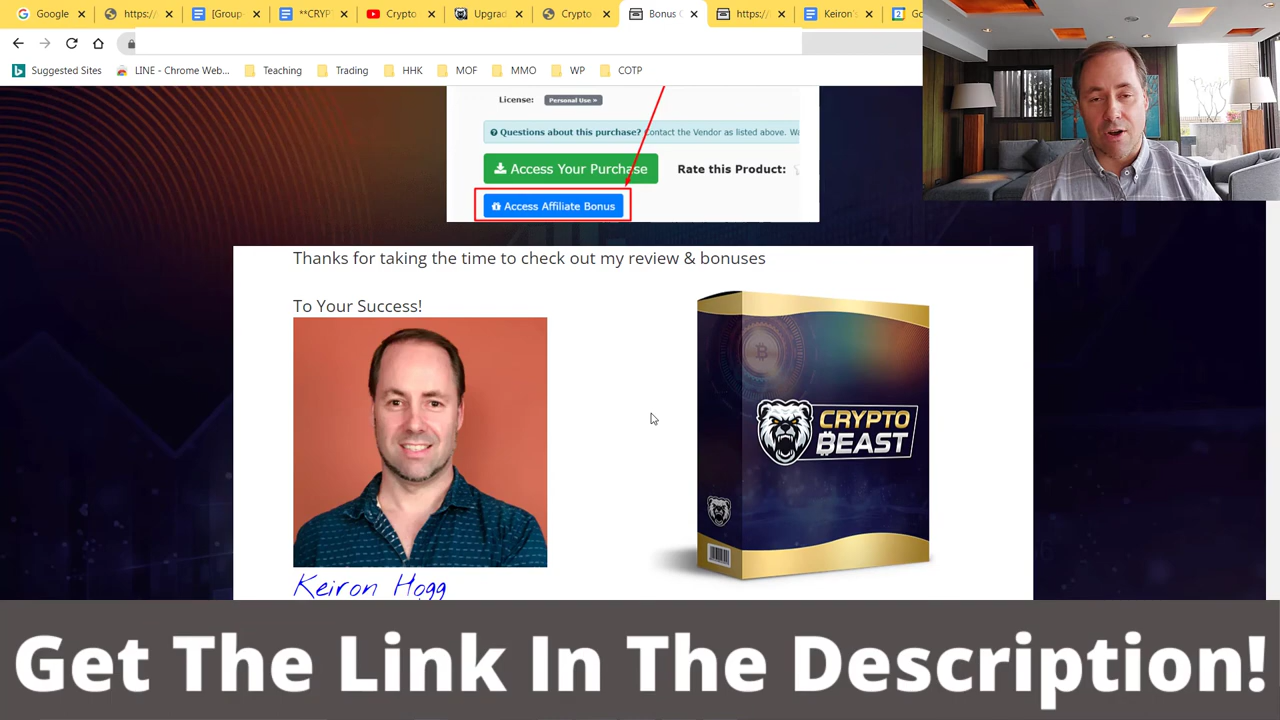 Google
https:/
[Group-
**CRYP
Crypto
Upgrad
Crypto
Bonus
https:/
Keiron's
Suggested Sites
LINE - Chrome Web...
Teaching
Trading
HHK
MOF
MMO
WP
COTP
License: Personal Use »
Questions about this purchase? Contact the Vendor as listed above. Wa
Access Your Purchase
Rate this Product:
Access Affiliate Bonus
Thanks for taking the time to check out my review & bonuses
To Your Success!
CRYPTO
BEAST
Keiron Hogg
Get The Link In The Description!